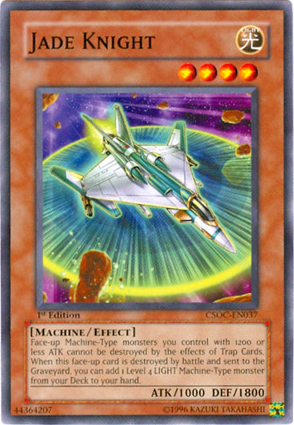 JADE KNIGHT
LIGHT
光
1st Edition
CSOC-EN037
[MACHINE/EFFECT]
Face-up Machine-Type monsters you control with 1200 or
less ATK cannot be destroyed by the effects of Trap Cards.
When this face-up card is destroyed by battle and sent to the
Graveyard, you can add 1 Level 4 LIGHT Machine-Type monster
from your Deck to your hand.
ATK/1000 DEF/1800
44364207
©1996 KAZUKI TAKAHASHI